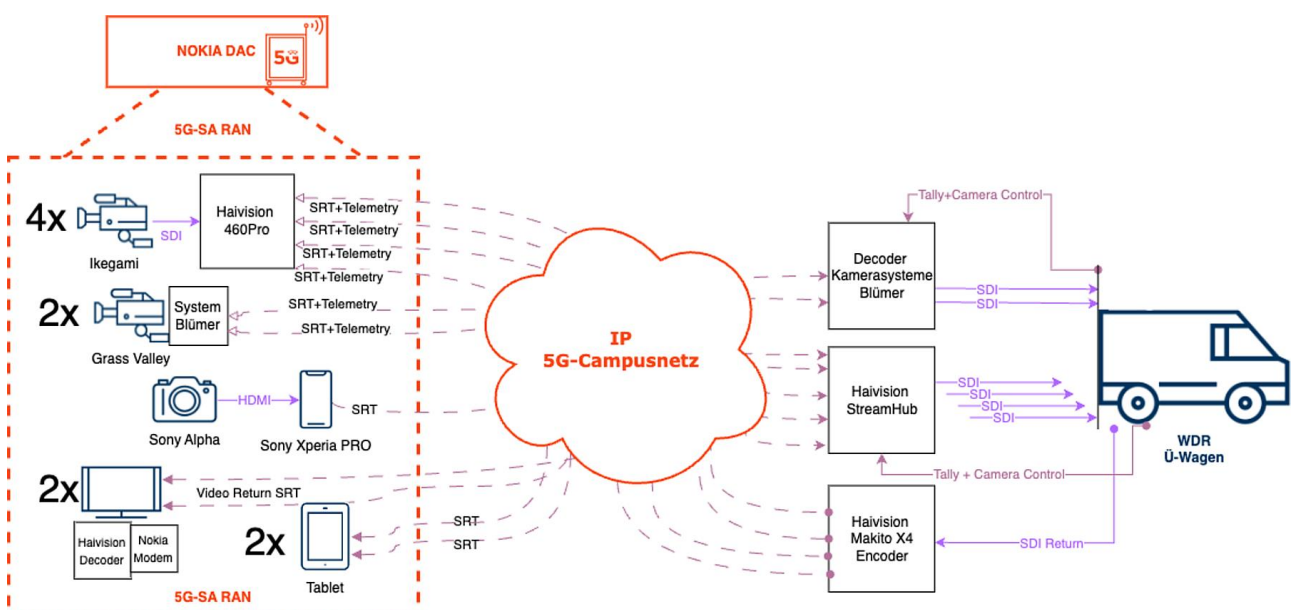 NOKIA DAC
5G
5G-SA RAN
4x
Ikegami
SDI
Haivision
460Pro
SRT+Telemetry
SRT+Telemetry
SRT+Telemetry
SRT+Telemetry
2x
Grass Valley
System
Blümer
SRT+Telemetry
SRT+Telemetry
Sony Alpha
HDMI
Sony Xperia PRO
SRT
2x
Haivision
Decoder
Nokia
Modem
Video Return SRT
2x
Tablet
SRT
SRT
5G-SA RAN
IP
5G-Campusnetz
Tally+Camera Control
Decoder
Kamerasysteme
Blümer
SDI
SDI
Haivision
StreamHub
SDI
SDI
SDI
SDI
Tally + Camera Control
Haivision
Makito X4
Encoder
SDI Return
WDR
Ü-Wagen